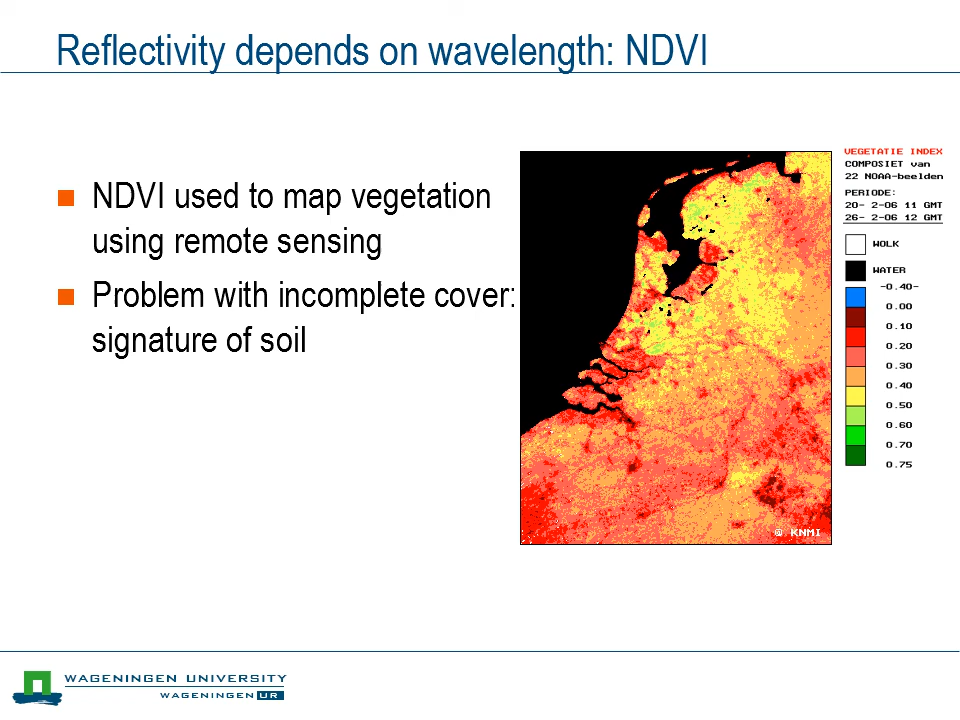 Reflectivity depends on wavelength: NDVI
NDVI used to map vegetation
using remote sensing
Problem with incomplete cover:
signature of soil
VEGETATIE INDEX
COMPOSIET van
22 NOAA-beelden
PERIODE:
20- 2-06 11 GMT
26- 2-06 12 GMT
WOLK
WATER
-0.40-
0.00
0.10
0.20
0.30
0.40
0.50
0.60
0.70
0.75
@ KNMI
WAGENINGEN UNIVERSITY
WAGENINGEN UR